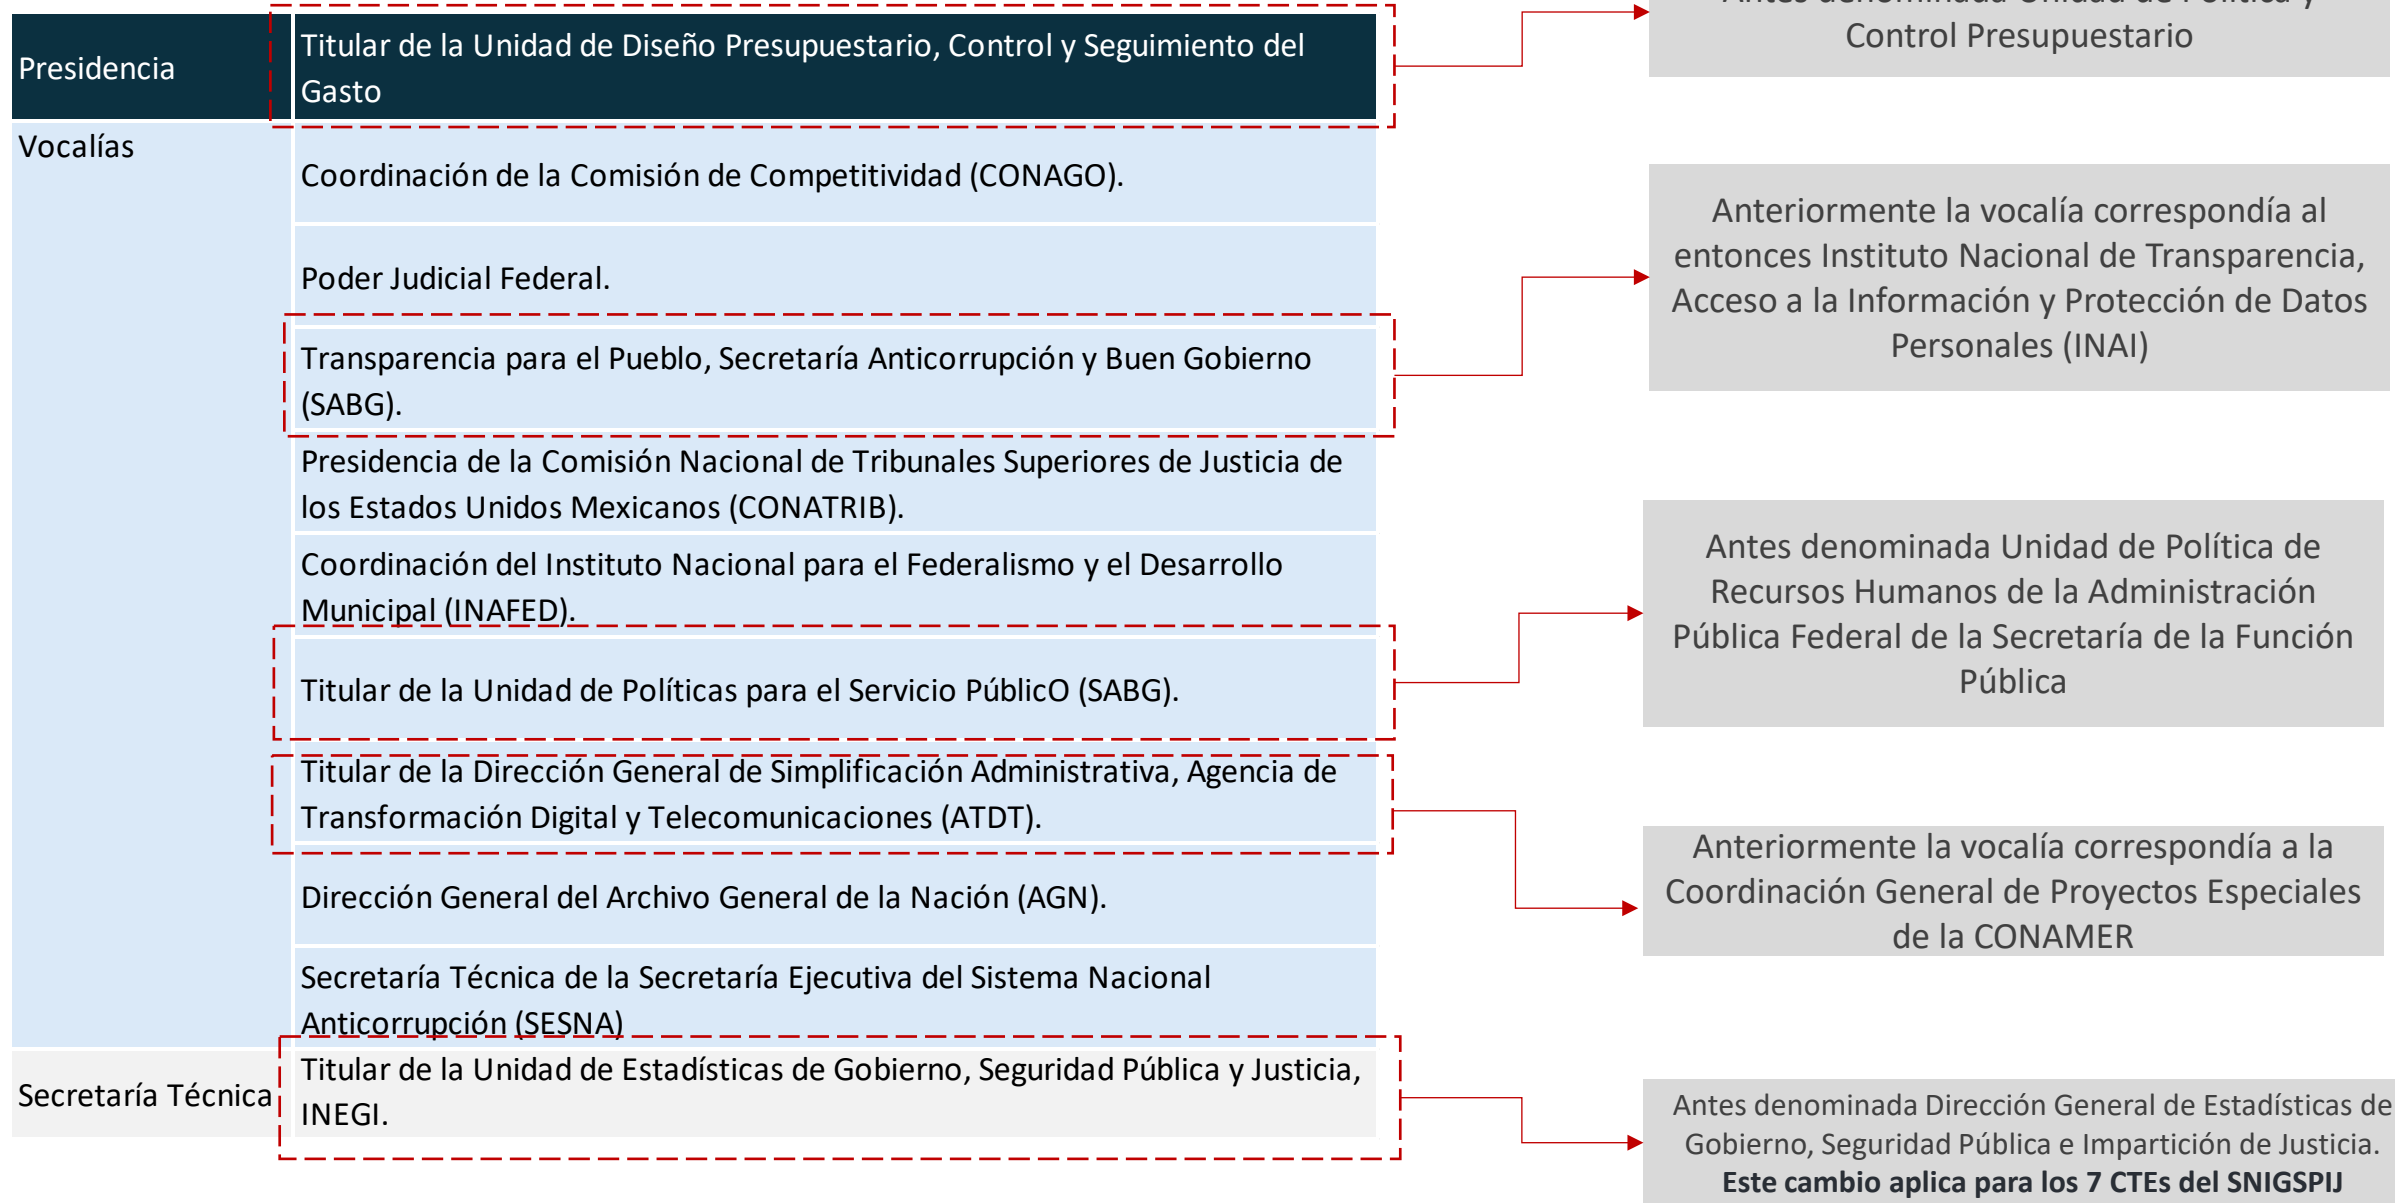 Presidencia
Titular de la Unidad de Diseño Presupuestario, Control y Seguimiento del
Gasto
Antes denominada Unidad de Política y
Control Presupuestario
Vocalías
Coordinación de la Comisión de Competitividad (CONAGO).
Poder Judicial Federal.
Transparencia para el Pueblo, Secretaría Anticorrupción y Buen Gobierno
(SABG).
Anteriormente la vocalía correspondía al
entonces Instituto Nacional de Transparencia,
Acceso a la Información y Protección de Datos
Personales (INAI)
Presidencia de la Comisión Nacional de Tribunales Superiores de Justicia de
los Estados Unidos Mexicanos (CONATRIB).
Coordinación del Instituto Nacional para el Federalismo y el Desarrollo
Municipal (INAFED).
Titular de la Unidad de Políticas para el Servicio PúblicO (SABG).
Antes denominada Unidad de Política de
Recursos Humanos de la Administración
Pública Federal de la Secretaría de la Función
Pública
Titular de la Dirección General de Simplificación Administrativa, Agencia de
Transformación Digital y Telecomunicaciones (ATDT).
Anteriormente la vocalía correspondía a la
Coordinación General de Proyectos Especiales
de la CONAMER
Dirección General del Archivo General de la Nación (AGN).
Secretaría Técnica de la Secretaría Ejecutiva del Sistema Nacional
Anticorrupción (SESNA)
Secretaría Técnica
Titular de la Unidad de Estadísticas de Gobierno, Seguridad Pública y Justicia,
INEGI.
Antes denominada Dirección General de Estadísticas de
Gobierno, Seguridad Pública e Impartición de Justicia.
Este cambio aplica para los 7 CTEs del SNIGSPIJ